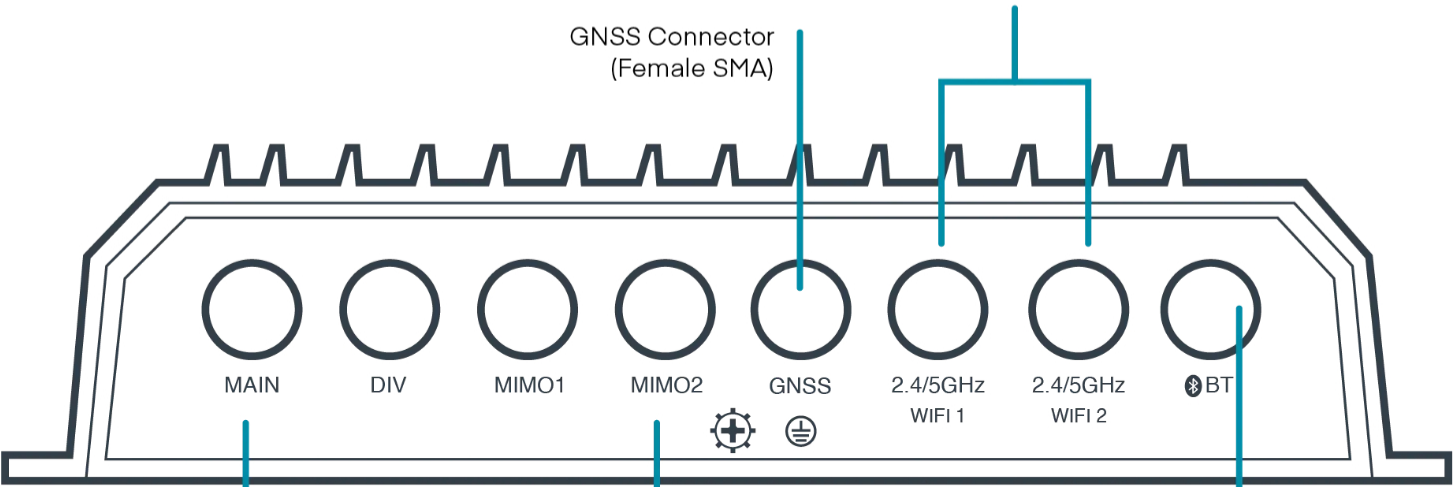 GNSS Connector
(Female SMA)
MAIN DIV MIMO1 MIMO2 GNSS 2.4/5GHz 2.4/5GHz BT
WIFI 1 WIFI 2